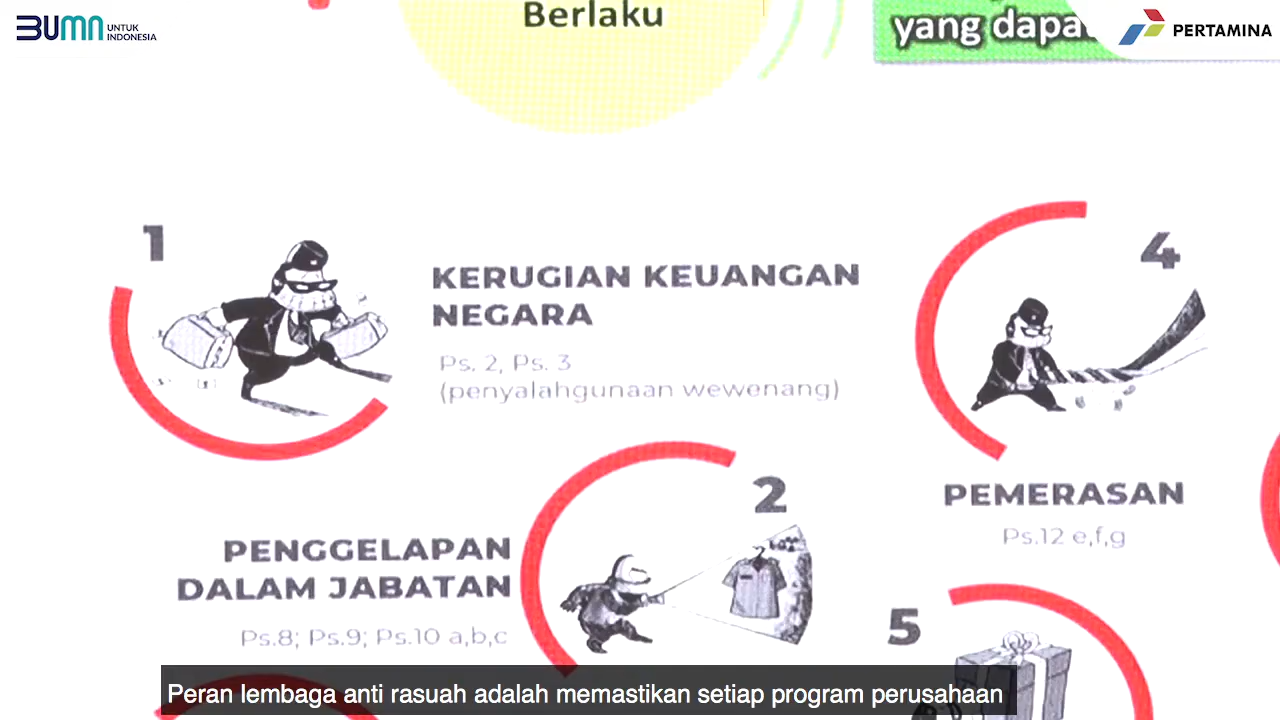 BUMN UNTUK
INDONESIA
Berlaku
yang dapat
PERTAMINA
1
KERUGIAN KEUANGAN
NEGARA
Ps. 2, Ps. 3
(penyalahgunaan wewenang)
4
PEMERASAN
Ps.12 e,f,g
2
PENGGELAPAN
DALAM JABATAN
Ps.8; Ps.9; Ps.10 a,b,c
5
Peran lembaga anti rasuah adalah memastikan setiap program perusahaan